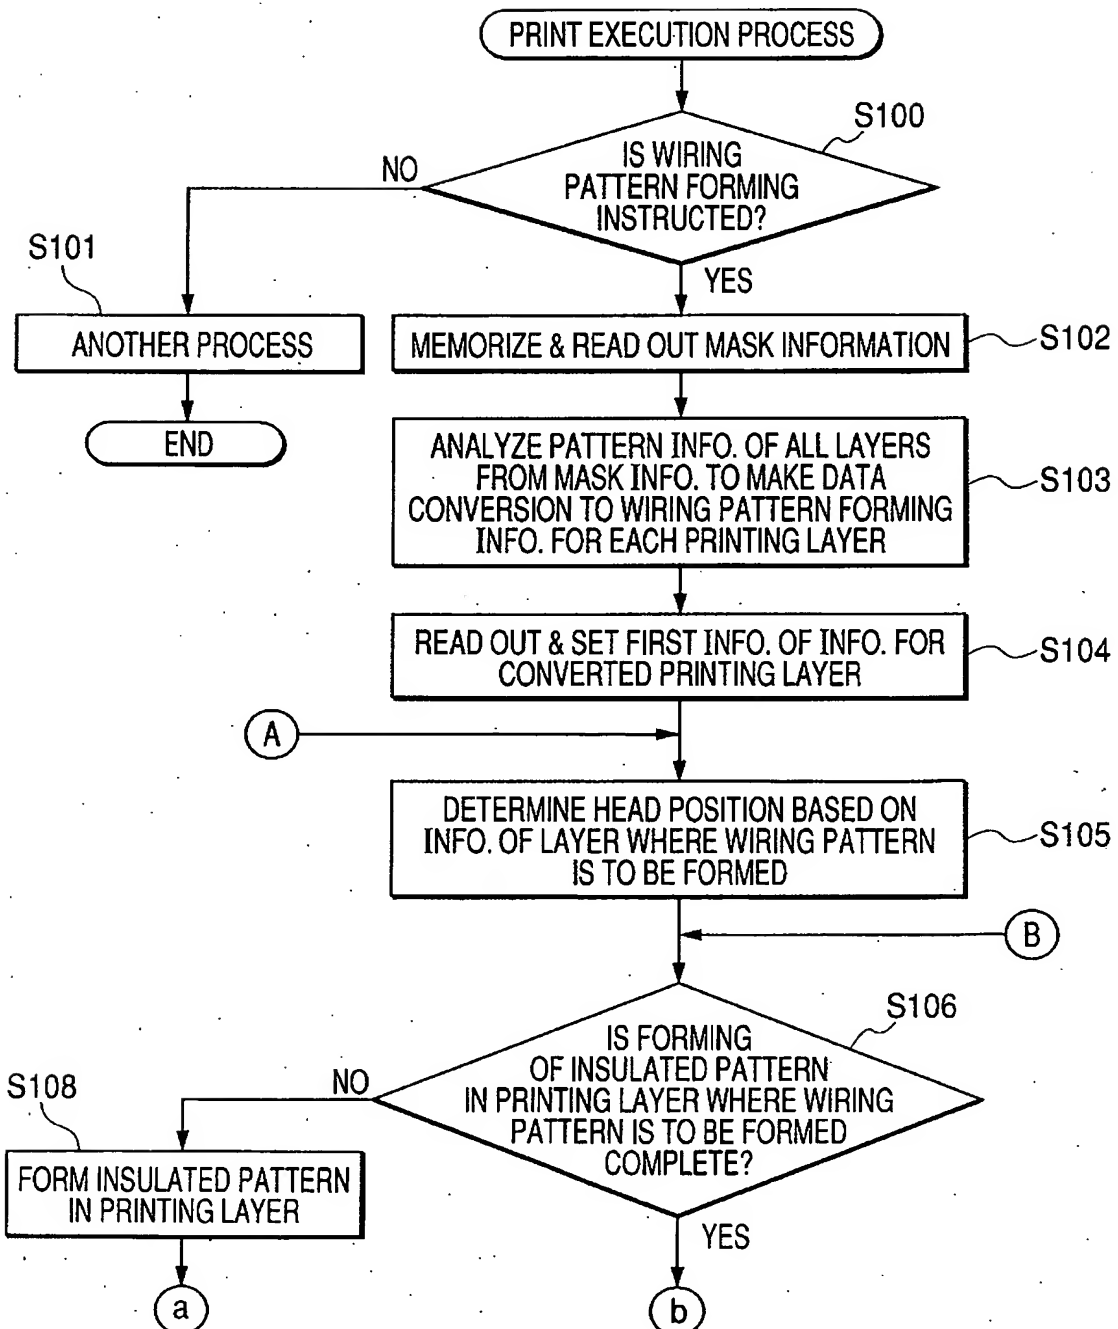 PRINT EXECUTION PROCESS
S100
IS WIRING
PATTERN FORMING
INSTRUCTED?
NO
YES
S101
ANOTHER PROCESS
END
MEMORIZE & READ OUT MASK INFORMATION
S102
ANALYZE PATTERN INFO. OF ALL LAYERS
FROM MASK INFO. TO MAKE DATA
CONVERSION TO WIRING PATTERN FORMING
INFO. FOR EACH PRINTING LAYER
S103
READ OUT & SET FIRST INFO. OF INFO. FOR
CONVERTED PRINTING LAYER
S104
A
DETERMINE HEAD POSITION BASED ON
INFO. OF LAYER WHERE WIRING PATTERN
IS TO BE FORMED
S105
B
S106
IS FORMING
OF INSULATED PATTERN
IN PRINTING LAYER WHERE WIRING
PATTERN IS TO BE FORMED
COMPLETE?
NO
S108
FORM INSULATED PATTERN
IN PRINTING LAYER
YES
a
b